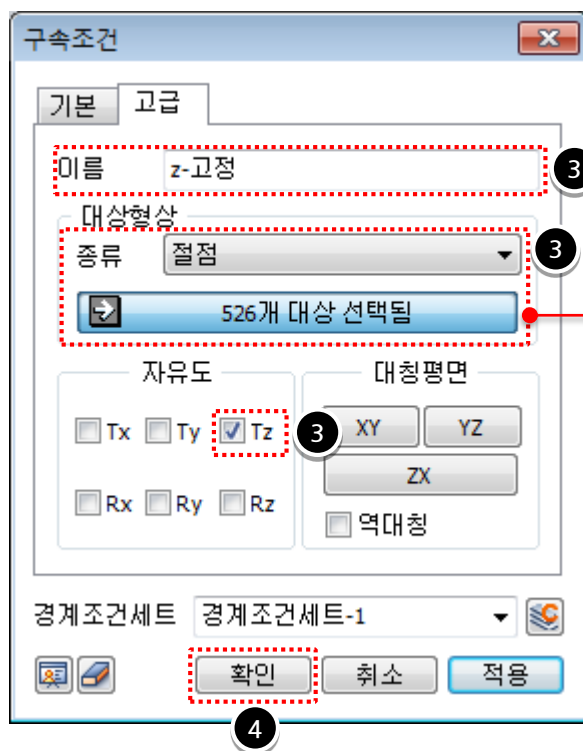 구속조건
기본 고급
이름 z-고정 3
대상형상
종류 절점 3
526개 대상 선택됨
자유도 대칭평면
Tx Ty Tz 3 XY YZ
ZX
Rx Ry Rz 역대칭
경계조건세트 경계조건세트-1
확인 취소 적용
4